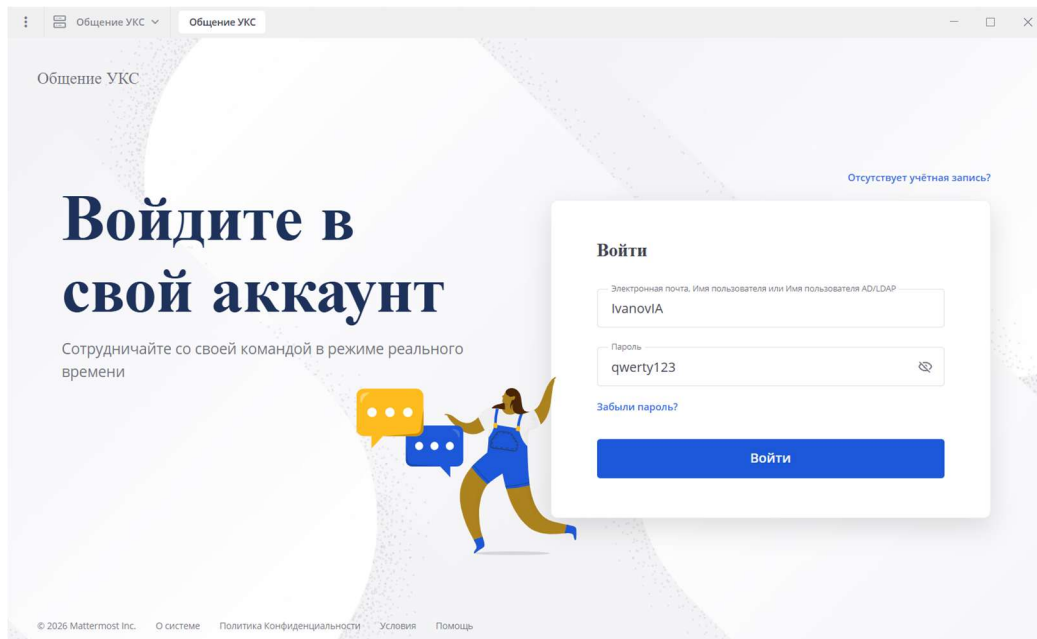 Общение УКС
Общение УКС
Общение УКС
Отсутствует учётная запись?
Войдите в
свой аккаунт
Сотрудничайте со своей командой в режиме реального
времени
Войти
Электронная почта, Имя пользователя или Имя пользователя AD/LDAP
IvanovIA
Пароль
qwerty123
Забыли пароль?
Войти
© 2026 Mattermost Inc. О системе Политика Конфиденциальности Условия Помощь